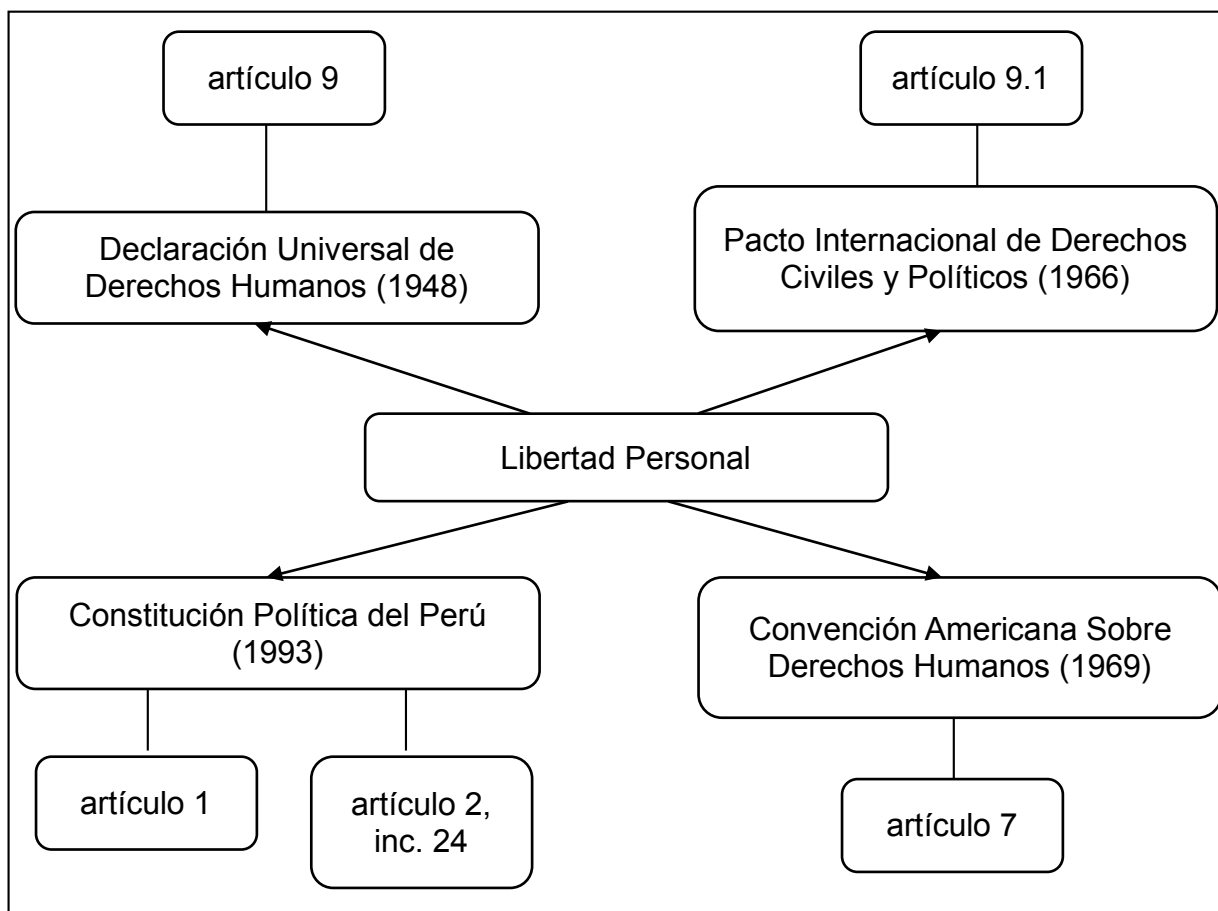 artículo 9
artículo 9.1
Declaración Universal de
Derechos Humanos (1948)
Pacto Internacional de Derechos
Civiles y Políticos (1966)
Libertad Personal
Constitución Política del Perú
(1993)
Convención Americana Sobre
Derechos Humanos (1969)
artículo 1
artículo 2,
inc. 24
artículo 7